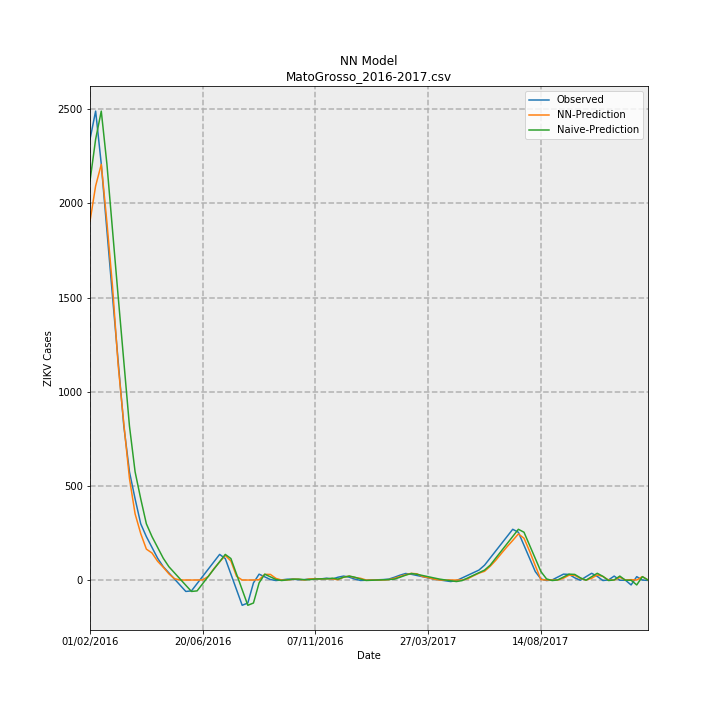 NN Model
MatoGrosso_2016-2017.csv
Observed
NN-Prediction
Naive-Prediction
2500
2000
1500
1000
500
0
ZIKV Cases
01/02/2016 20/06/2016 07/11/2016 27/03/2017 14/08/2017
Date